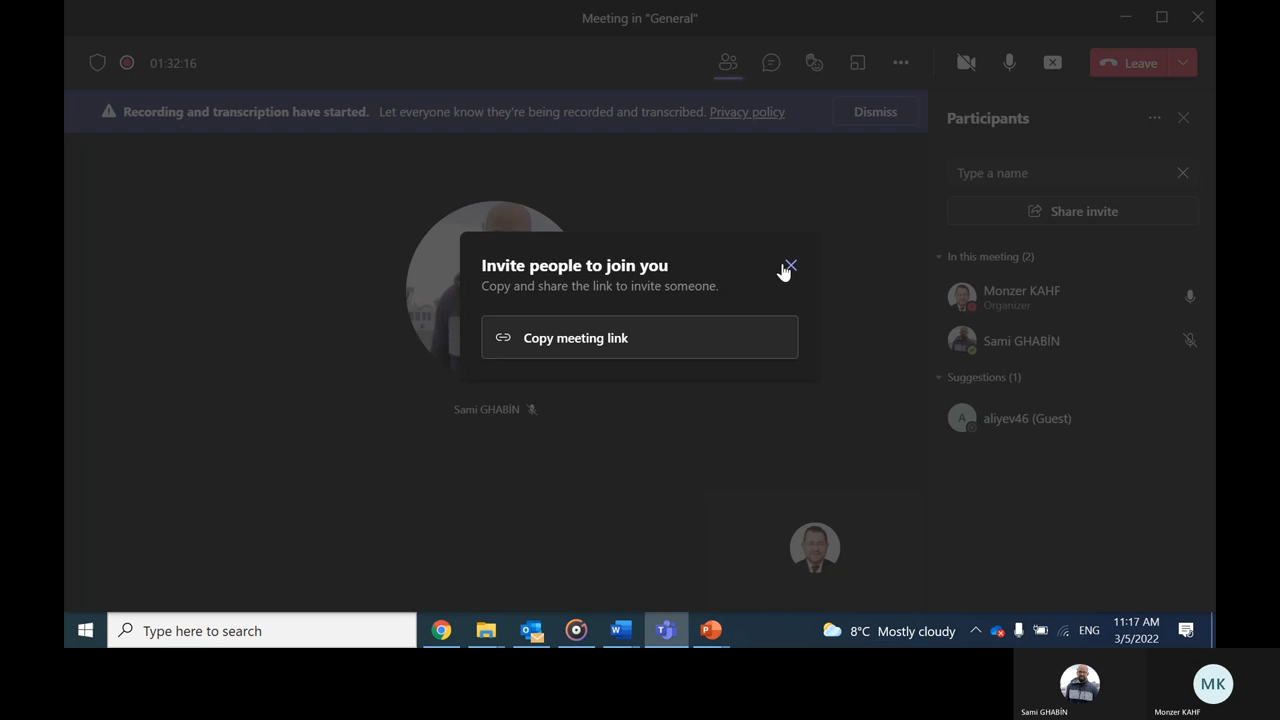 Meeting in "General"
01:32:16
Leave
Recording and transcription have started. Let everyone know they're being recorded and transcribed. Privacy policy
Dismiss
Participants
Type a name
Share invite
In this meeting (2)
Monzer KAHF
Organizer
Sami GHABİN
Suggestions (1)
A
aliyev46 (Guest)
Invite people to join you
Copy and share the link to invite someone.
Copy meeting link
Sami GHABİN
Type here to search
8°C Mostly cloudy
ENG
11:17 AM
3/5/2022
MK
Sami GHABİN
Monzer KAHF